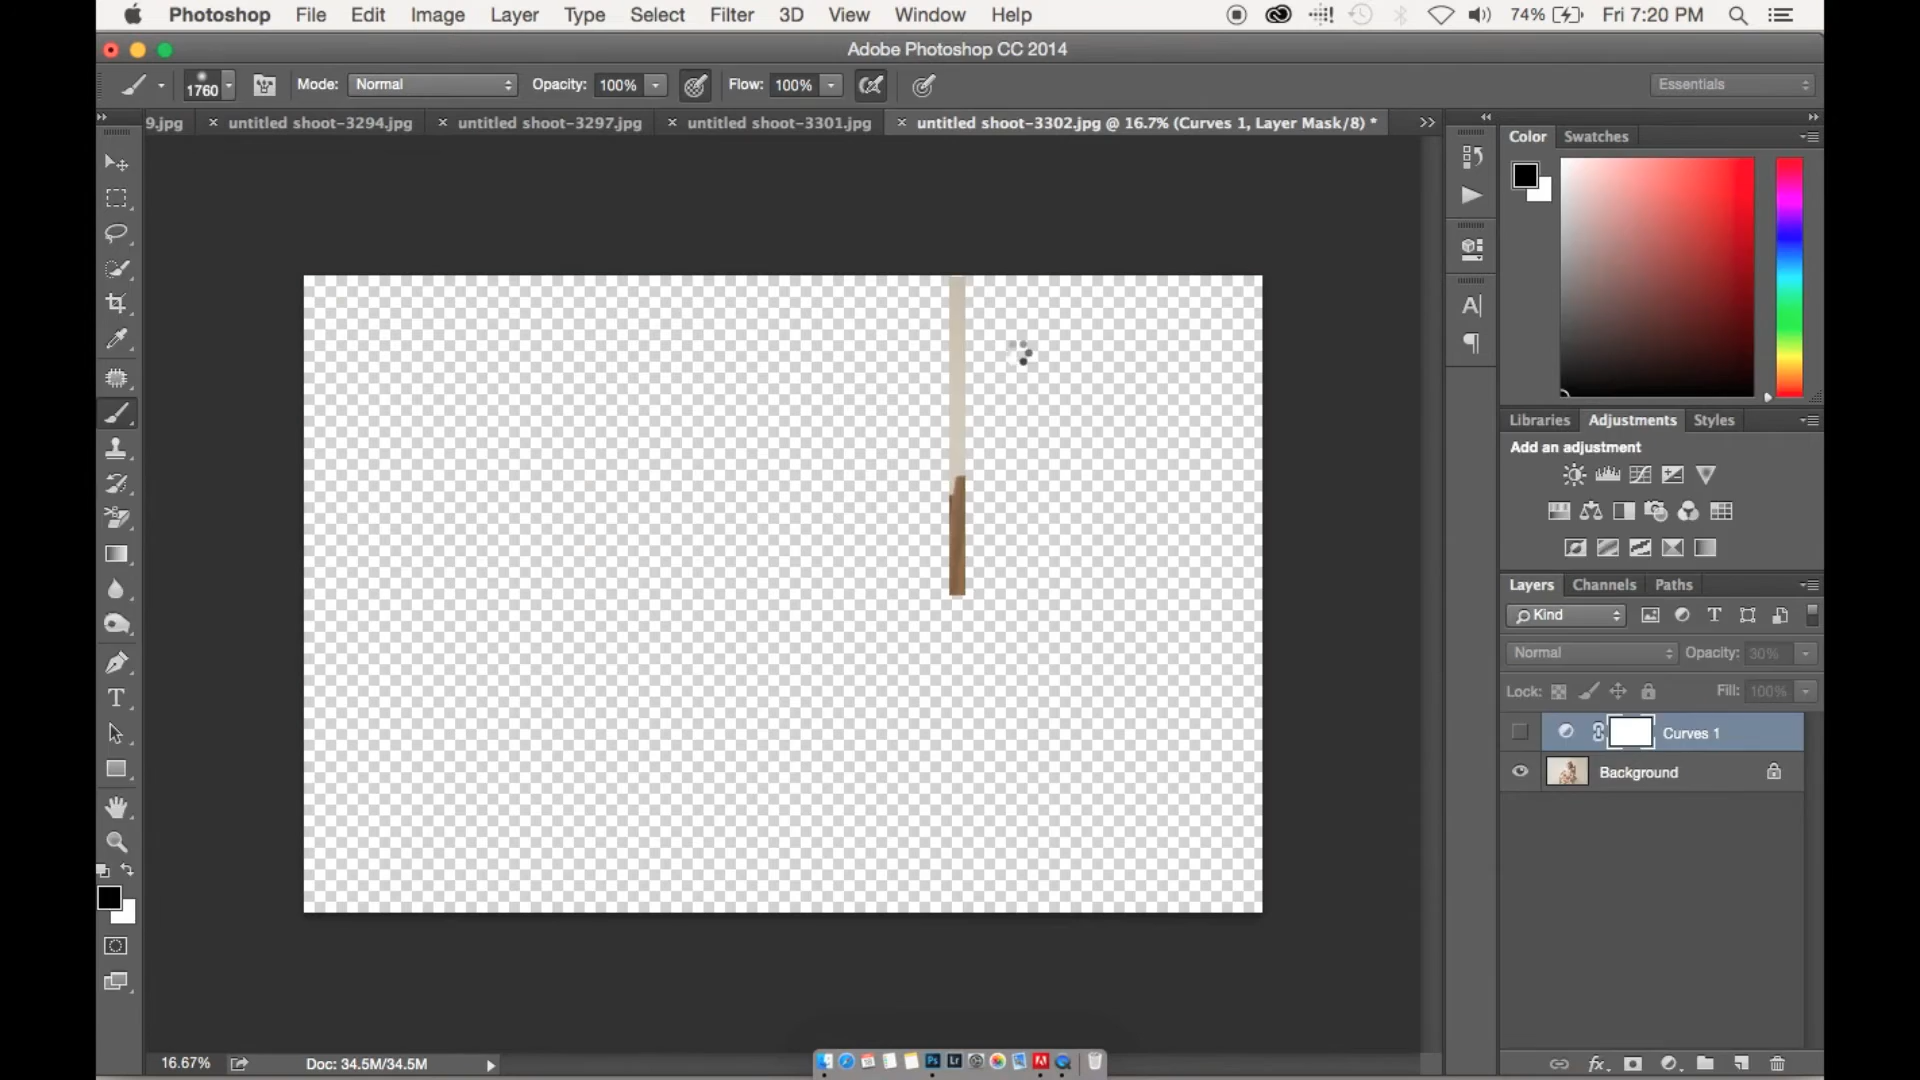 Photoshop File Edit Image Layer Type Select Filter 3D View Window Help 74% Fri 7:20 PM
Adobe Photoshop CC 2014
1760 Mode: Normal Opacity: 100% Flow: 100% Essentials
9.jpg × untitled shoot-3294.jpg × untitled shoot-3297.jpg × untitled shoot-3301.jpg × untitled shoot-3302.jpg @ 16.7% (Curves 1, Layer Mask/8) *
Color Swatches
Libraries Adjustments Styles
Add an adjustment
Layers Channels Paths
Kind
Normal Opacity: 30%
Lock: Fill: 100%
Curves 1
Background
16.67% Doc: 34.5M/34.5M